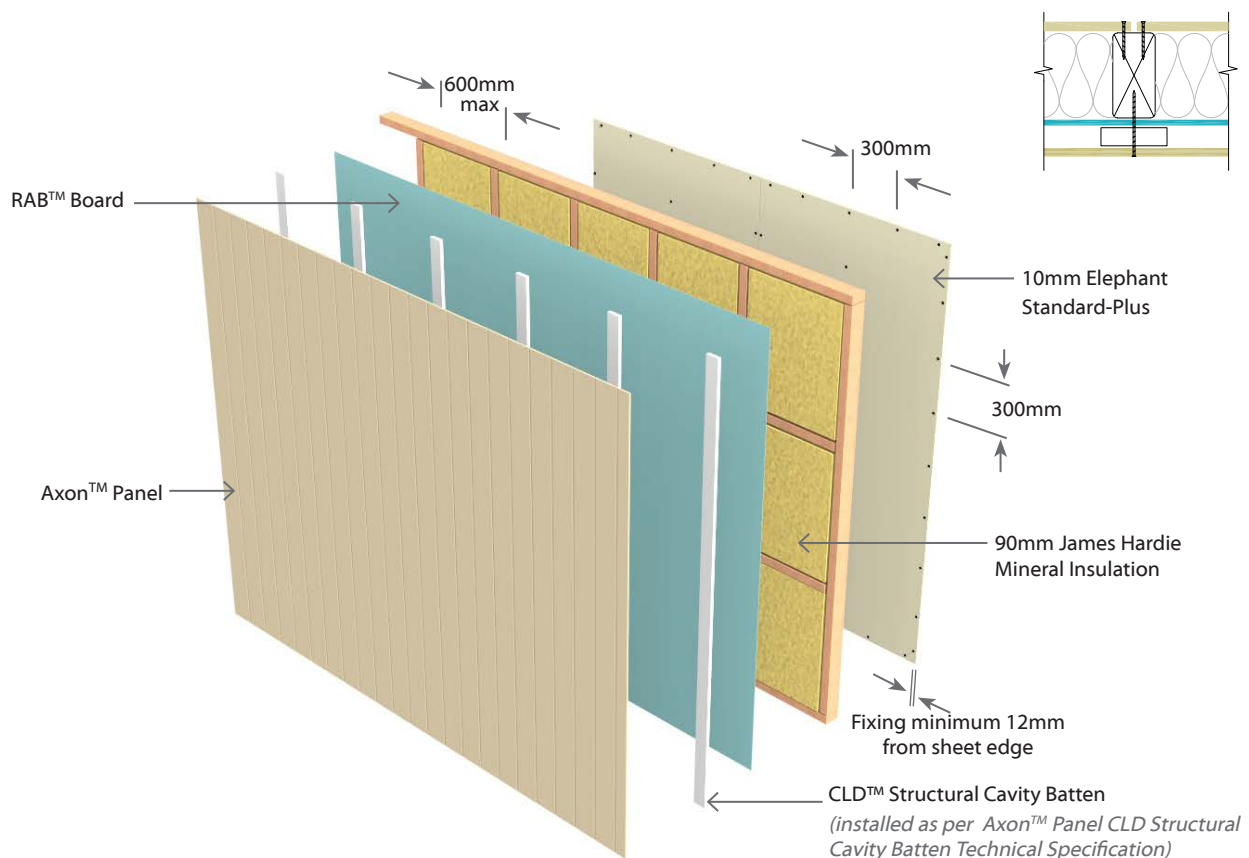 600mm
max
300mm
RAB™ Board
10mm Elephant
Standard-Plus
300mm
Axon™ Panel
90mm James Hardie
Mineral Insulation
Fixing minimum 12mm
from sheet edge
CLD™ Structural Cavity Batten
(installed as per Axon™ Panel CLD Structural
Cavity Batten Technical Specification)